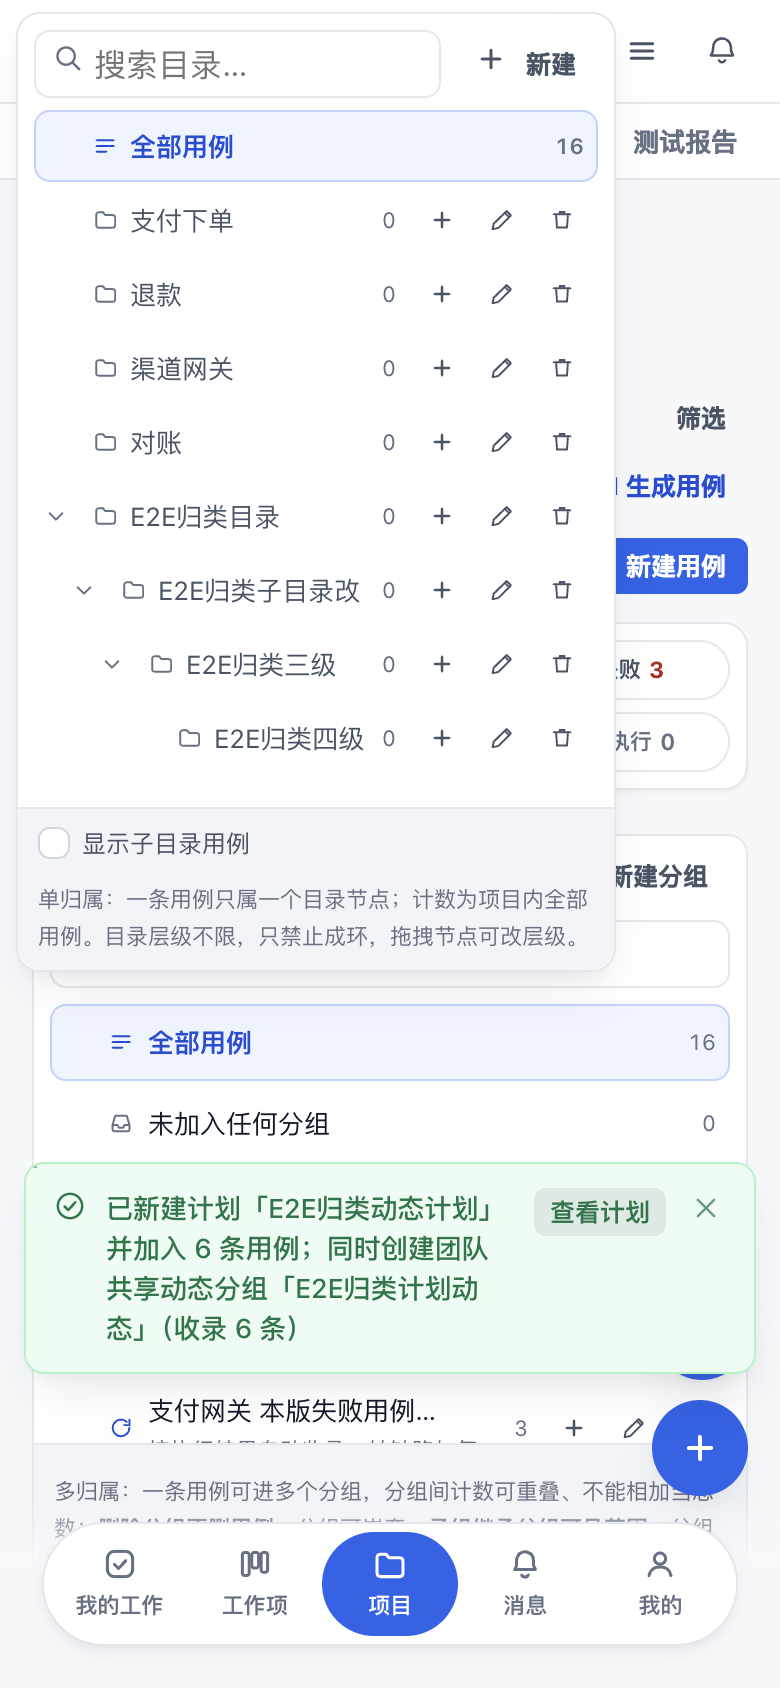 搜索目录...
新建
测试报告
全部用例 16
支付下单 0
退款 0
渠道网关 0
筛选
对账 0
生成用例
E2E归类目录 0
新建用例
E2E归类子目录改 0
E2E归类三级 0
败 3
E2E归类四级 0
执行 0
显示子目录用例
新建分组
单归属：一条用例只属一个目录节点；计数为项目内全部
用例。目录层级不限，只禁止成环，拖拽节点可改层级。
全部用例 16
未加入任何分组 0
已新建计划「E2E归类动态计划」
并加入 6 条用例；同时创建团队
共享动态分组「E2E归类计划动
态」（收录 6 条）
查看计划
支付网关 本版失败用例... 3
多归属：一条用例可进多个分组，分组间计数可重叠、不能相加当总
我的工作
工作项
项目
消息
我的